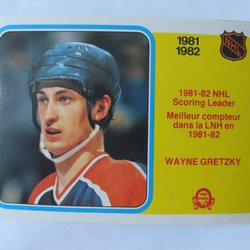 1981
1982
NHL
1981-82 NHL
Scoring Leader
Meilleur compteur
dans la LNH en
1981-82
WAYNE GRETZKY